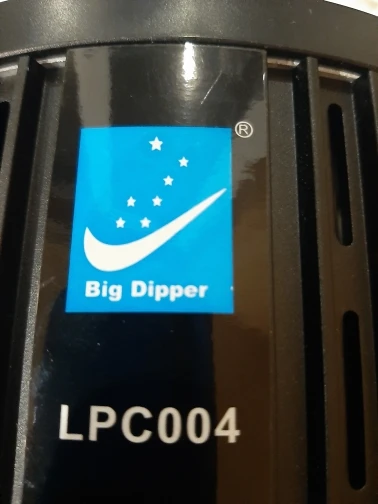 ®
Big Dipper
LPC004